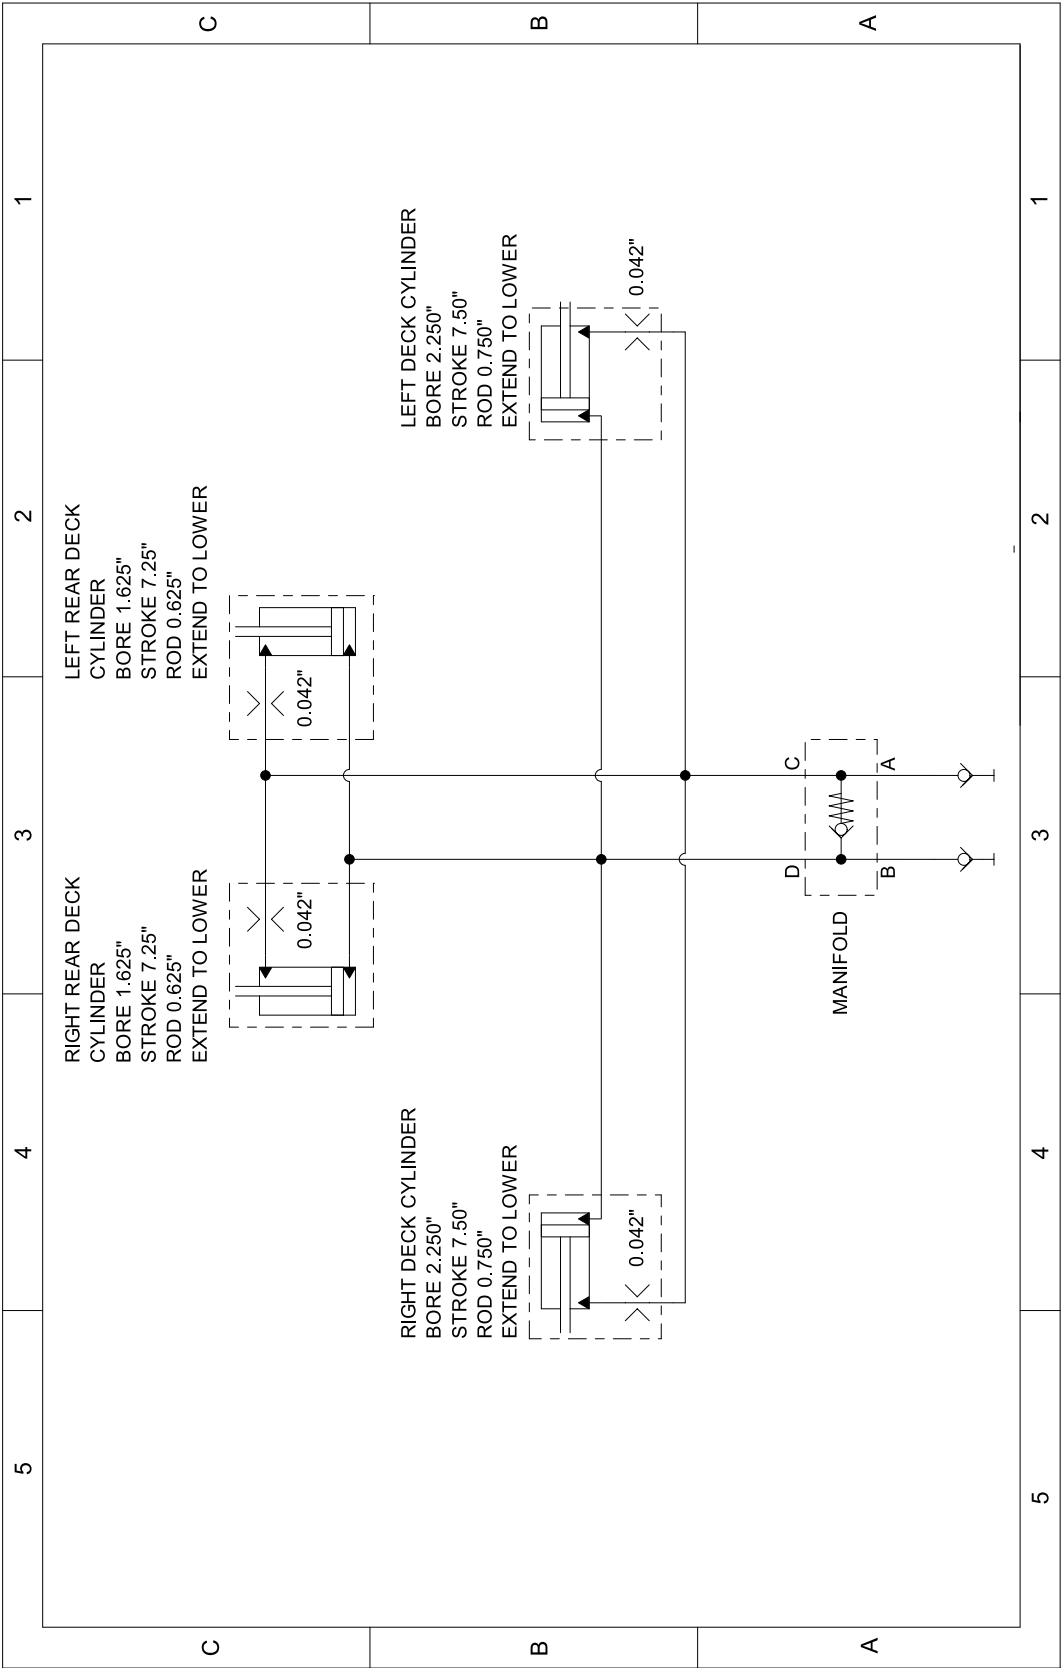 C
B
A
1
1
2
2
3
3
4
4
5
5
C
B
A
LEFT REAR DECK
CYLINDER
BORE 1.625"
STROKE 7.25"
ROD 0.625"
EXTEND TO LOWER
0.042"
RIGHT REAR DECK
CYLINDER
BORE 1.625"
STROKE 7.25"
ROD 0.625"
EXTEND TO LOWER
0.042"
LEFT DECK CYLINDER
BORE 2.250"
STROKE 7.50"
ROD 0.750"
EXTEND TO LOWER
0.042"
RIGHT DECK CYLINDER
BORE 2.250"
STROKE 7.50"
ROD 0.750"
EXTEND TO LOWER
0.042"
D
C
B
A
MANIFOLD